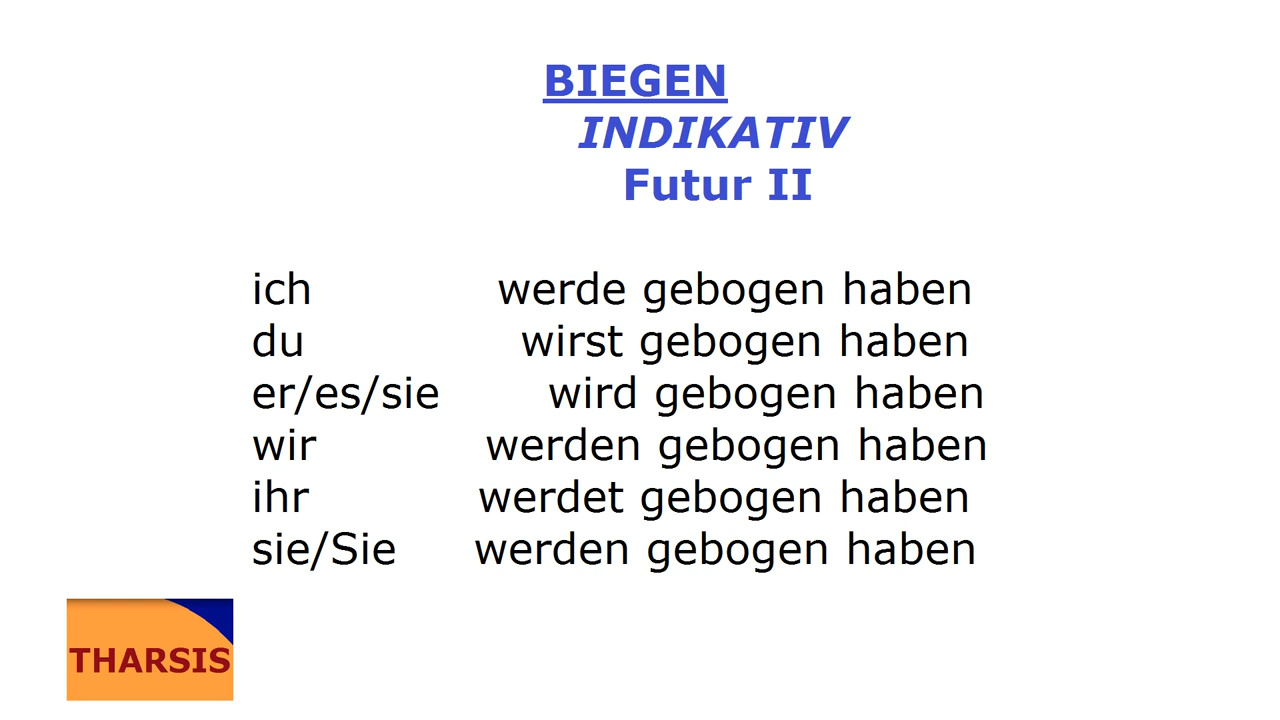 BIEGEN
INDIKATIV
Futur II
ich werde gebogen haben
du wirst gebogen haben
er/es/sie wird gebogen haben
wir werden gebogen haben
ihr werdet gebogen haben
sie/Sie werden gebogen haben
THARSIS